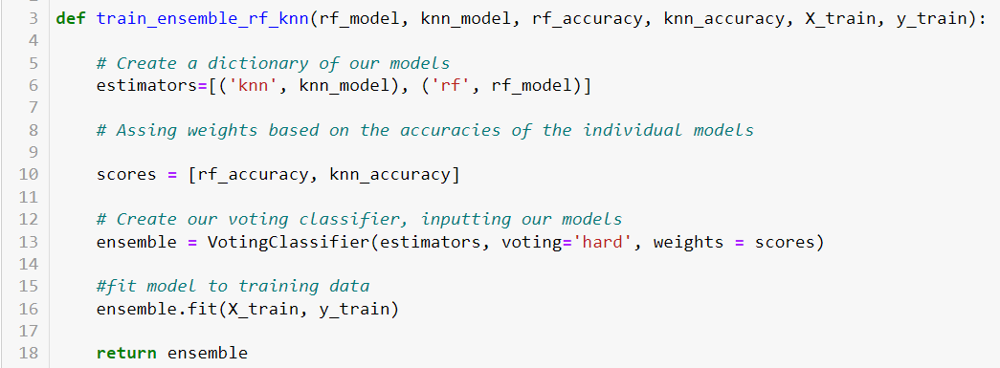 3 def train_ensemble_rf_knn(rf_model, knn_model, rf_accuracy, knn_accuracy, X_train, y_train):
4
5     # Create a dictionary of our models
6     estimators=[('knn', knn_model), ('rf', rf_model)]
7
8     # Assing weights based on the accuracies of the individual models
9
10     scores = [rf_accuracy, knn_accuracy]
11
12     # Create our voting classifier, inputting our models
13     ensemble = VotingClassifier(estimators, voting='hard', weights = scores)
14
15     #fit model to training data
16     ensemble.fit(X_train, y_train)
17
18     return ensemble